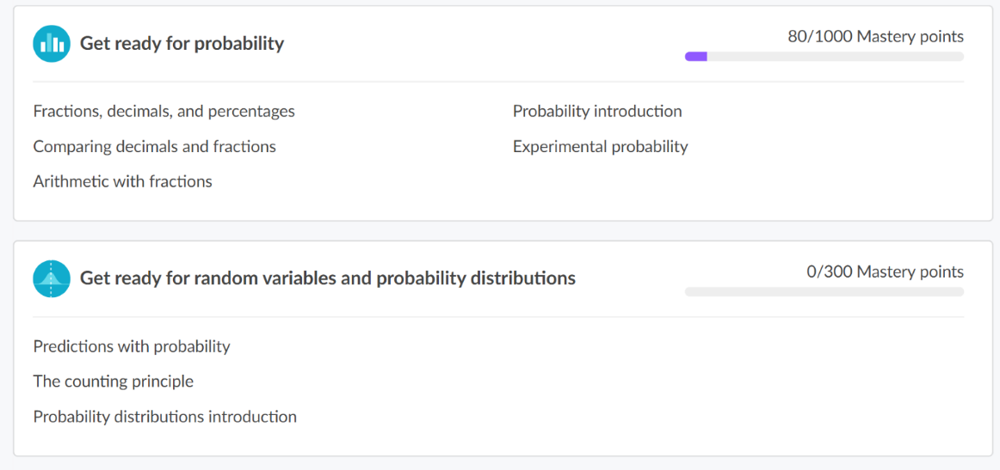 Get ready for probability
80/1000 Mastery points
Fractions, decimals, and percentages
Comparing decimals and fractions
Arithmetic with fractions
Probability introduction
Experimental probability
Get ready for random variables and probability distributions
0/300 Mastery points
Predictions with probability
The counting principle
Probability distributions introduction